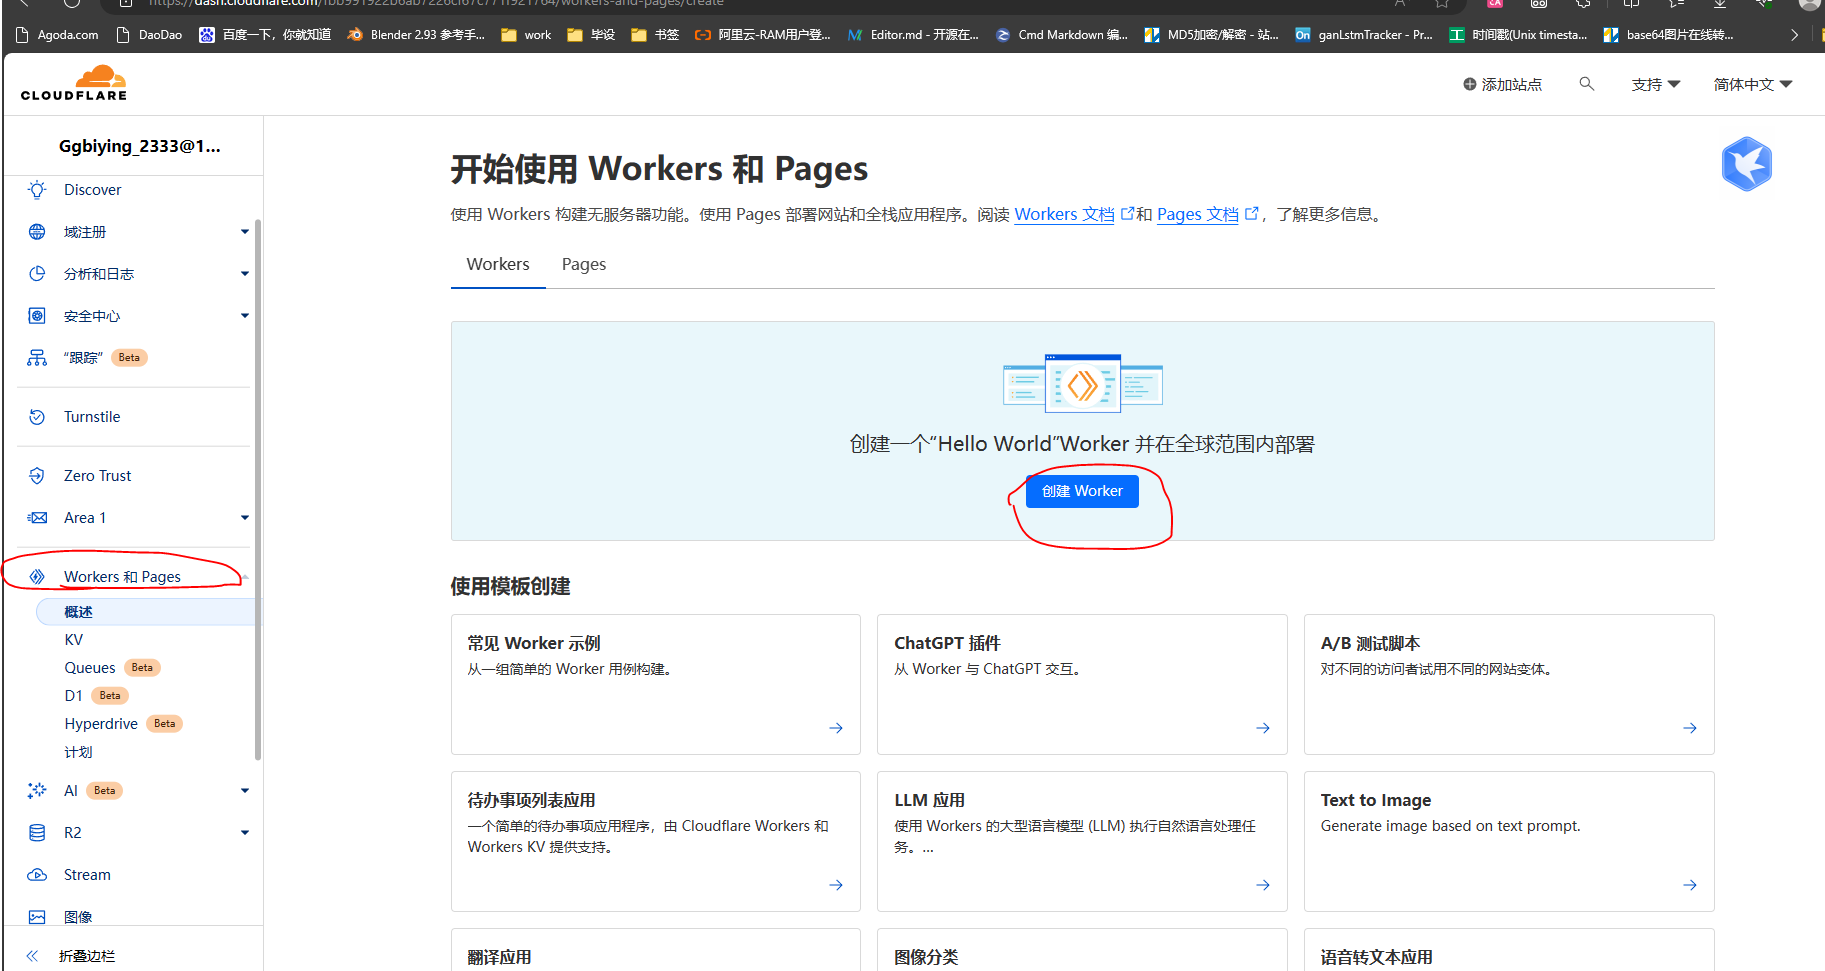 https://dash.cloudflare.com/fbb991922b6ab7226cf67c771f921764/workers-and-pages/create
Agoda.com DaoDao 百度一下，你就知道 Blender 2.93 参考手... work 毕设 书签 阿里云-RAM用户登... Editor.md - 开源在... Cmd Markdown 编... MD5加密/解密 - 站... ganLstmTracker - Pr... 时间戳(Unix timesta... base64图片在线转...
CLOUDFLARE
添加站点 支持 简体中文
Ggbiying_2333@1...
Discover
域注册
分析和日志
安全中心
“跟踪” Beta
Turnstile
Zero Trust
Area 1
Workers 和 Pages
概述
KV
Queues Beta
D1 Beta
Hyperdrive Beta
计划
AI Beta
R2
Stream
图像
折叠边栏
开始使用 Workers 和 Pages
使用 Workers 构建无服务器功能。使用 Pages 部署网站和全栈应用程序。阅读 Workers 文档 和 Pages 文档 ，了解更多信息。
Workers Pages
创建一个“Hello World”Worker 并在全球范围内部署
创建 Worker
使用模板创建
常见 Worker 示例
从一组简单的 Worker 用例构建。
ChatGPT 插件
从 Worker 与 ChatGPT 交互。
A/B 测试脚本
对不同的访问者试用不同的网站变体。
待办事项列表应用
一个简单的待办事项应用程序，由 Cloudflare Workers 和
Workers KV 提供支持。
LLM 应用
使用 Workers 的大型语言模型 (LLM) 执行自然语言处理任
务。...
Text to Image
Generate image based on text prompt.
翻译应用
图像分类
语音转文本应用